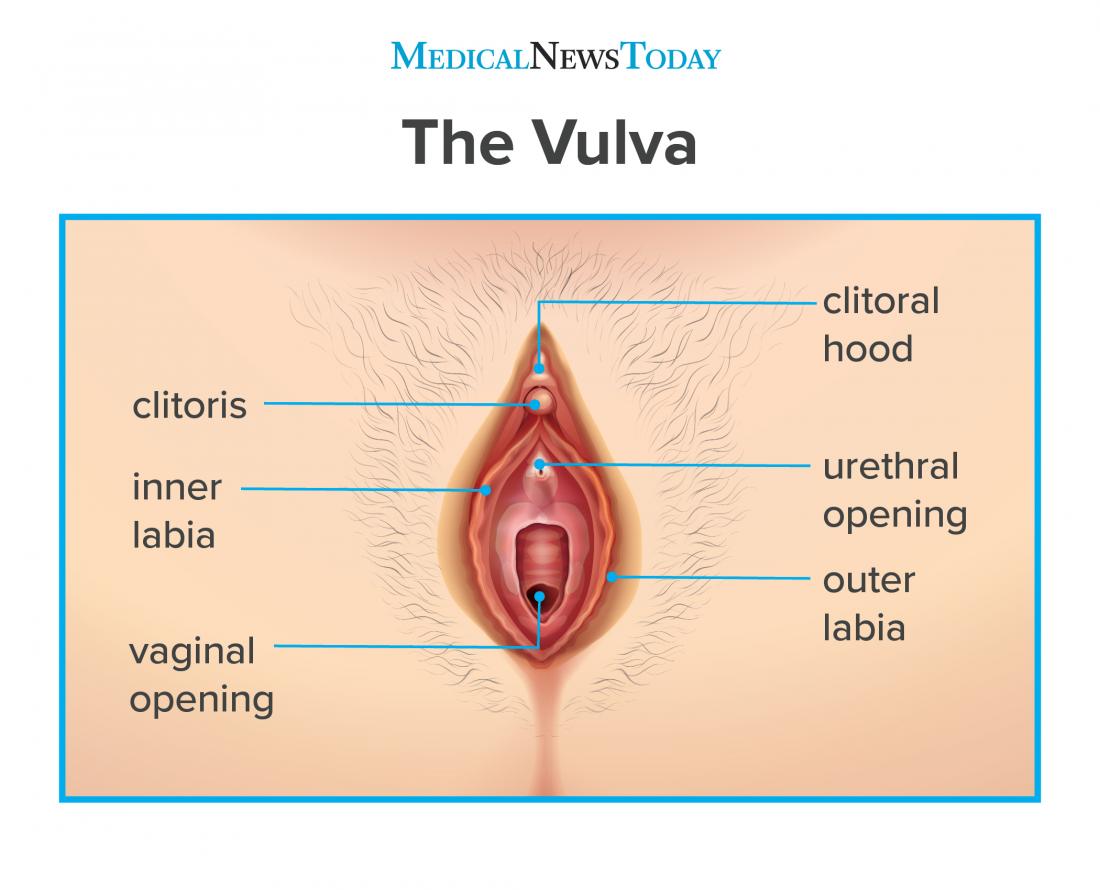 MEDICALNEWSTODAY
The Vulva
clitoral
hood
clitoris
urethral
opening
inner
labia
outer
labia
vaginal
opening